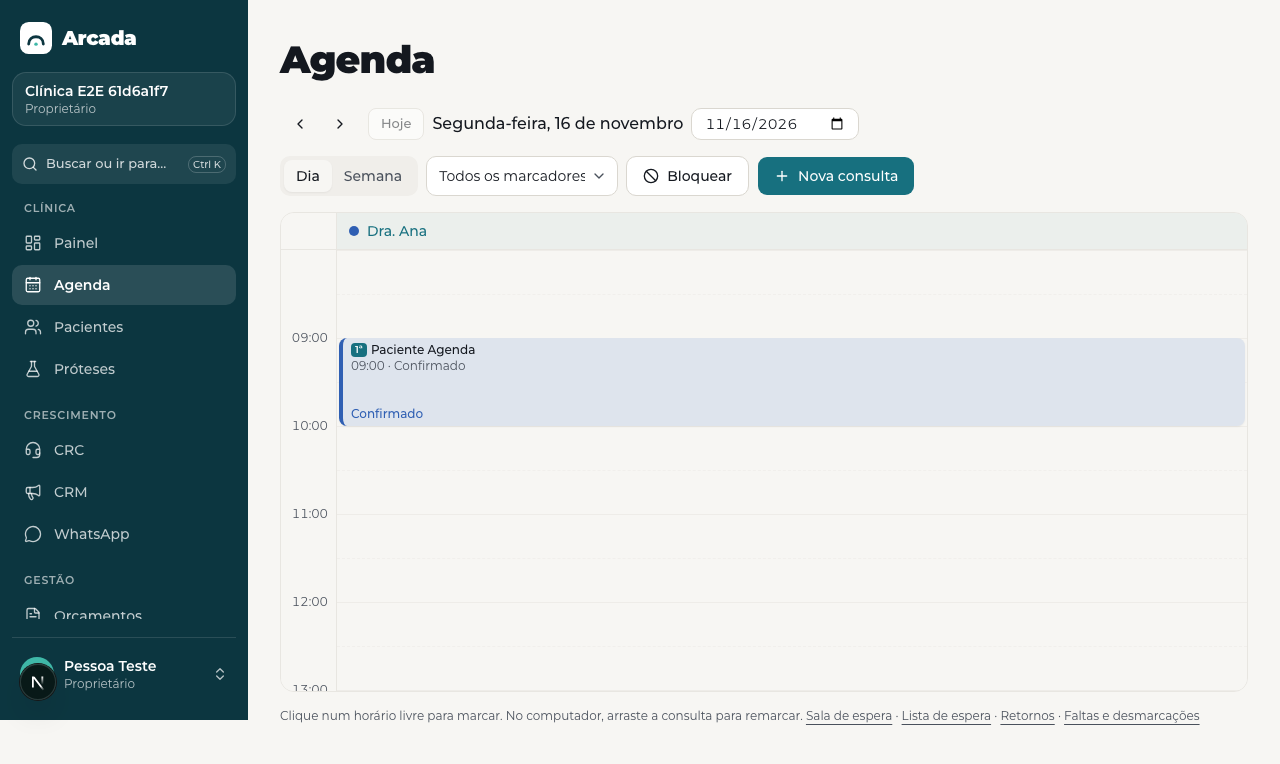 Arcada
Clínica E2E 61d6a1f7
Proprietário
Buscar ou ir para... Ctrl K
CLÍNICA
Painel
Agenda
Pacientes
Próteses
CRESCIMENTO
CRC
CRM
WhatsApp
GESTÃO
Orçamentos
Pessoa Teste
Proprietário
N
Agenda
Hoje Segunda-feira, 16 de novembro 11/16/2026
Dia Semana Todos os marcadores Bloquear Nova consulta
Dra. Ana
09:00
1ª Paciente Agenda
09:00 · Confirmado
Confirmado
10:00
11:00
12:00
13:00
Clique num horário livre para marcar. No computador, arraste a consulta para remarcar. Sala de espera · Lista de espera · Retornos · Faltas e desmarcações